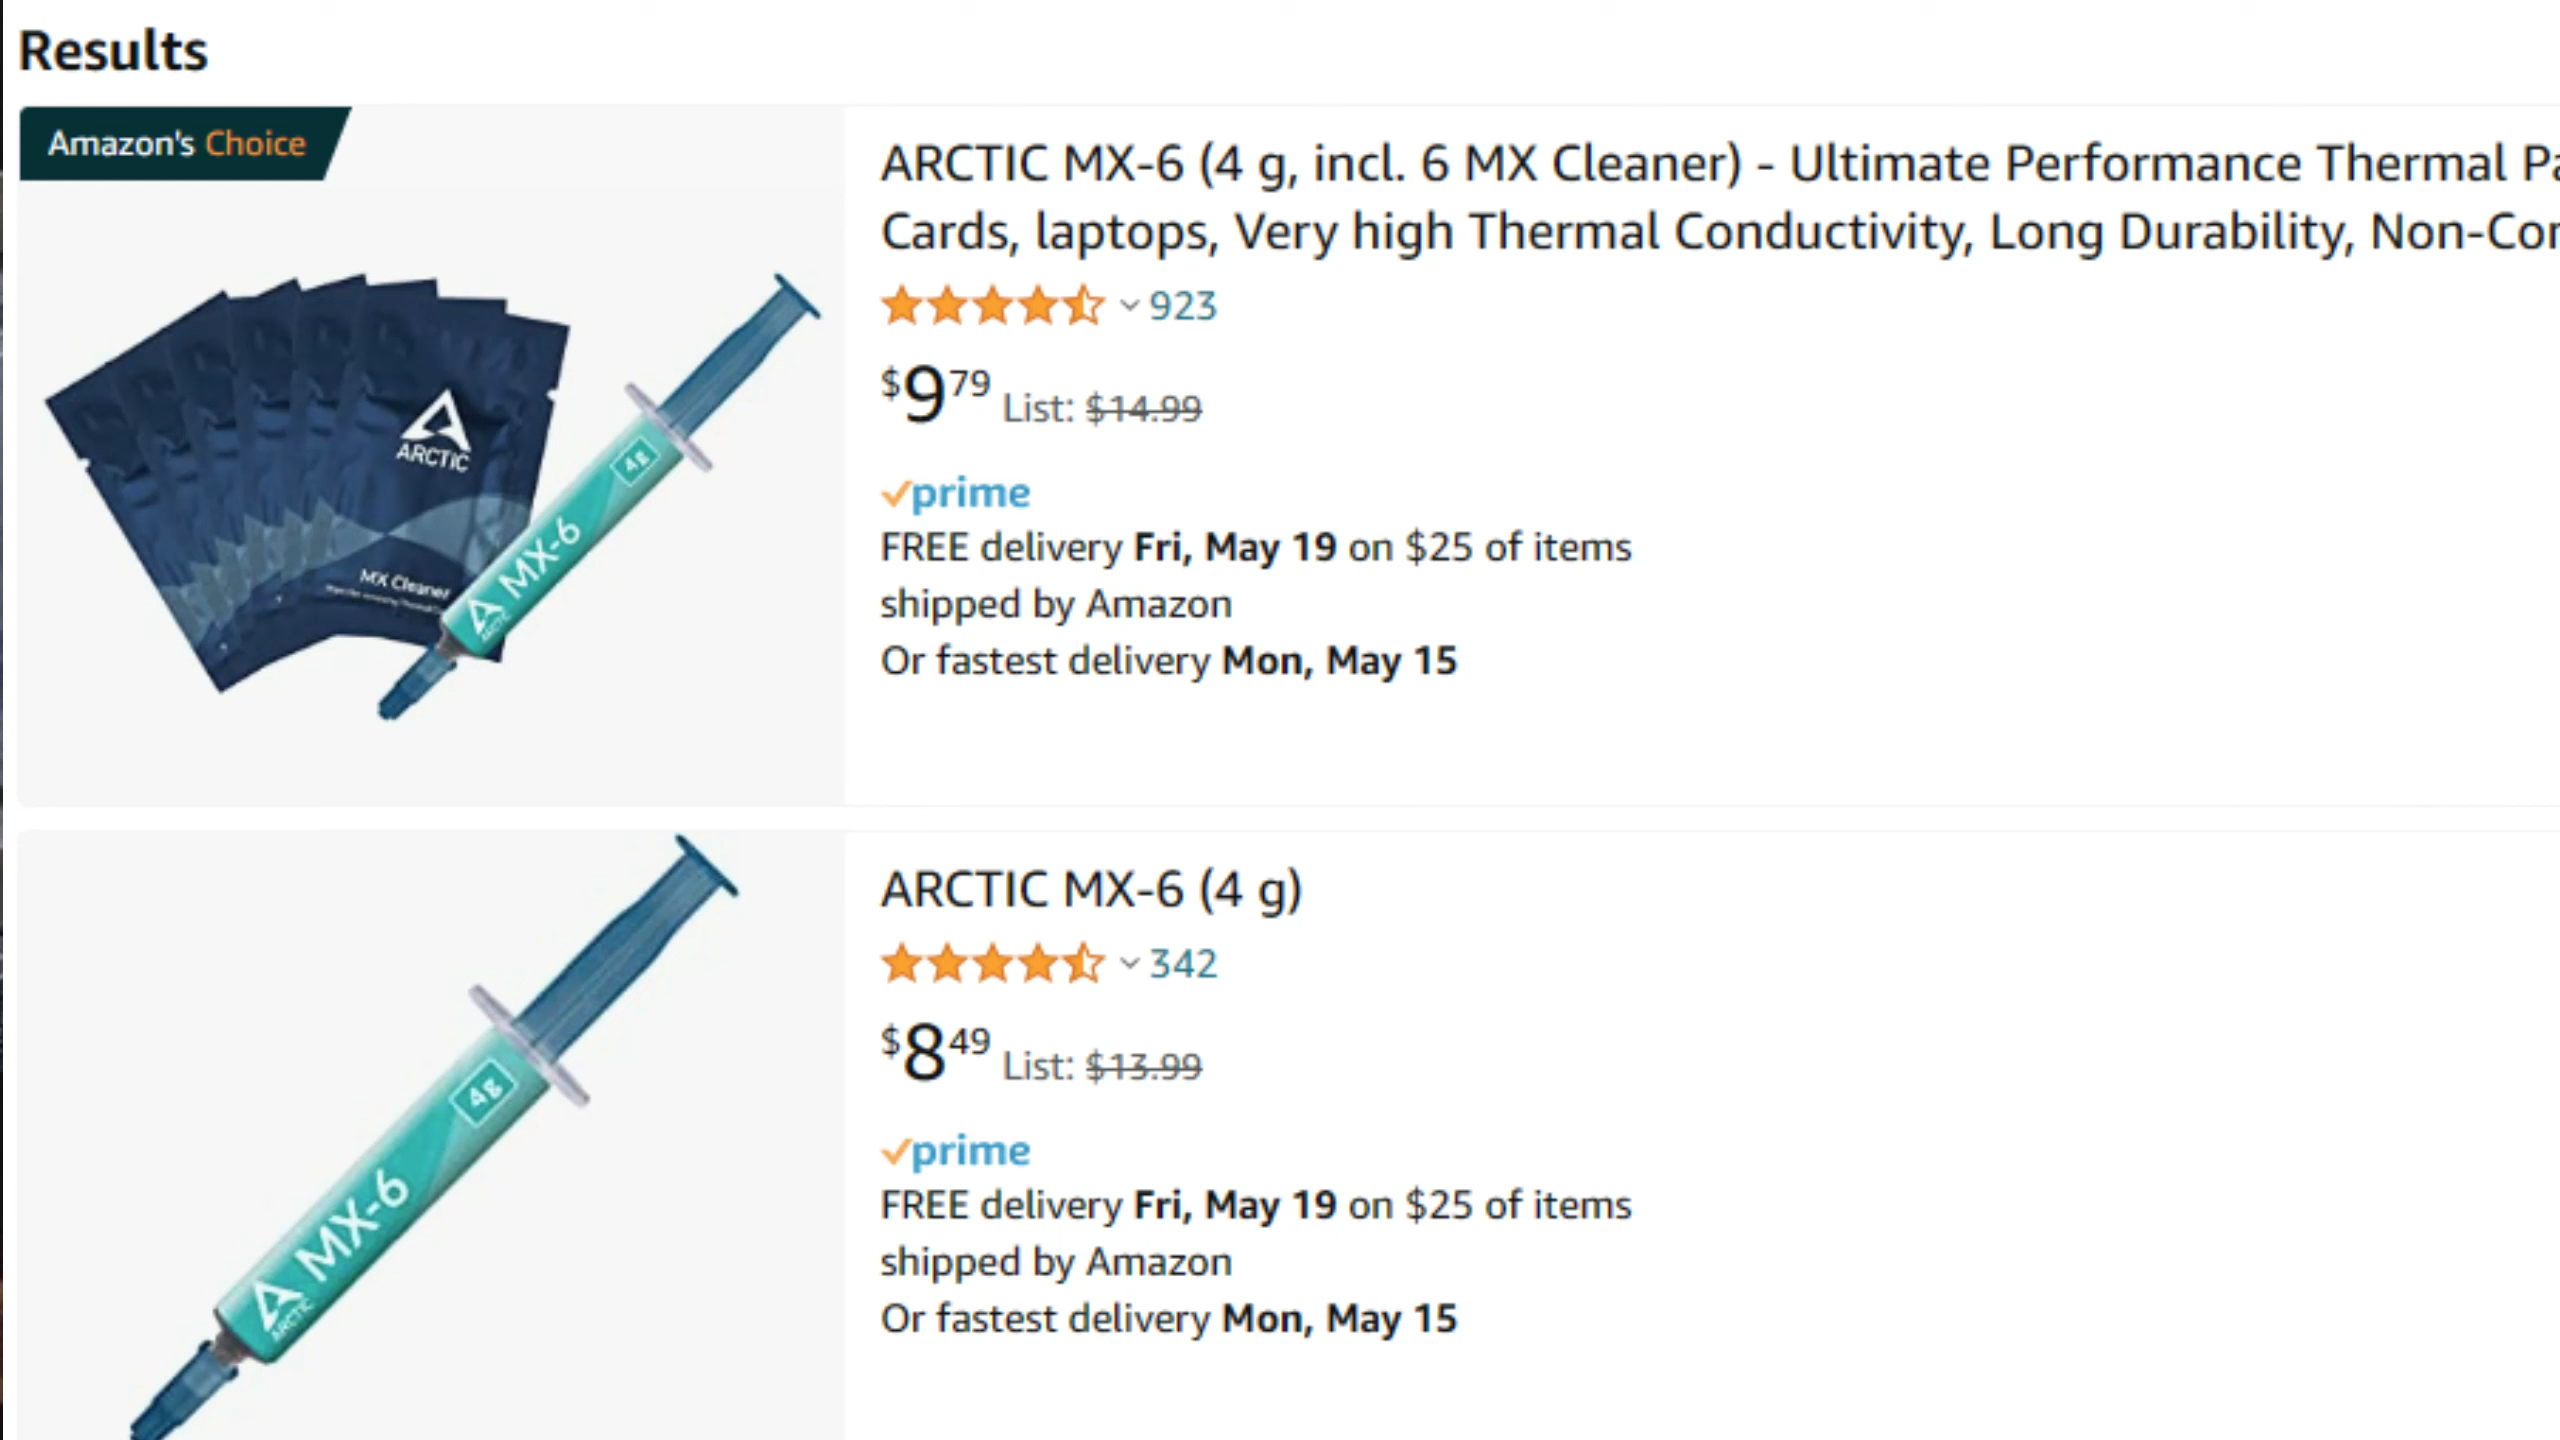 Results
Amazon's Choice
ARCTIC MX-6 (4 g, incl. 6 MX Cleaner) - Ultimate Performance Thermal Pa
Cards, laptops, Very high Thermal Conductivity, Long Durability, Non-Cor
923
$9.79 List: $14.99
prime
FREE delivery Fri, May 19 on $25 of items
shipped by Amazon
Or fastest delivery Mon, May 15
ARCTIC
MX Cleaner
4g
MX-6
ARCTIC
ARCTIC MX-6 (4 g)
342
$8.49 List: $13.99
prime
FREE delivery Fri, May 19 on $25 of items
shipped by Amazon
Or fastest delivery Mon, May 15
4g
MX-6
ARCTIC